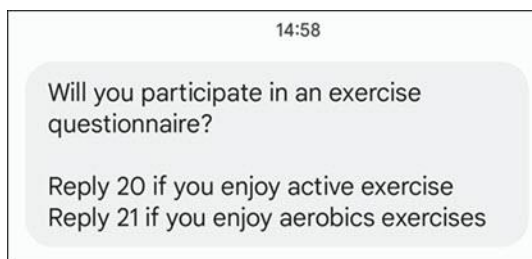 14:58
Will you participate in an exercise
questionnaire?
Reply 20 if you enjoy active exercise
Reply 21 if you enjoy aerobics exercises